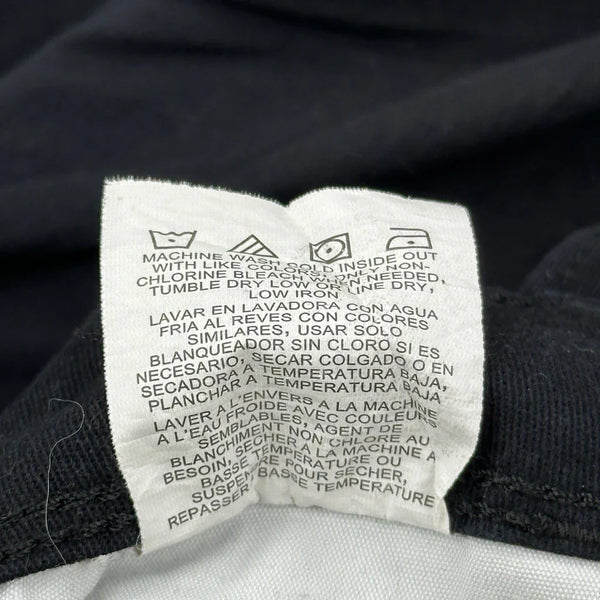 MACHINE WASH COLD INSIDE OUT
WITH LIKE COLORS, ONLY NON-
CHLORINE BLEACH WHEN NEEDED,
TUMBLE DRY LOW OR LINE DRY,
LOW IRON
LAVAR EN LAVADORA CON AGUA
FRIA AL REVES CON COLORES
SIMILARES, USAR SOLO
BLANQUEADOR SIN CLORO SI ES
NECESARIO, SECAR COLGADO O EN
SECADORA A TEMPERATURA BAJA,
PLANCHAR A TEMPERATURA BAJA.
LAVER A L'ENVERS A LA MACHINE
A L'EAU FROIDE AVEC COULEURS
SEMBLABLES, AGENT DE
BLANCHIMENT NON CHLORE AU
BESOIN, SECHER A LA MACHINE A
BASSE TEMPERATURE OU
SUSPENDRE POUR SECHER,
REPASSER BASSE TEMPERATURE